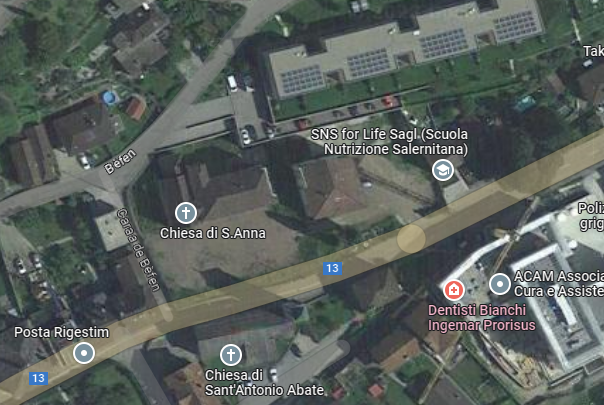 Tak
SNS for Life Sagl (Scuola
Nutrizione Salernitana)
Befen
Chiesa di S.Anna
Caraa de Befen
Poliz
grig
13
ACAM Associa
Cura e Assiste
Dentisti Bianchi
Ingemar Prorisus
Posta Rigestim
Chiesa di
Sant'Antonio Abate
13